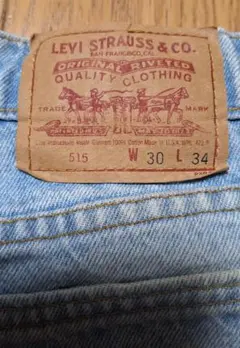 LEVI STRAUSS & CO.
SAN FRANCISCO, CAL.
ORIGINAL RIVETED
QUALITY CLOTHING
TRADE MARK
515 W 30 L 34